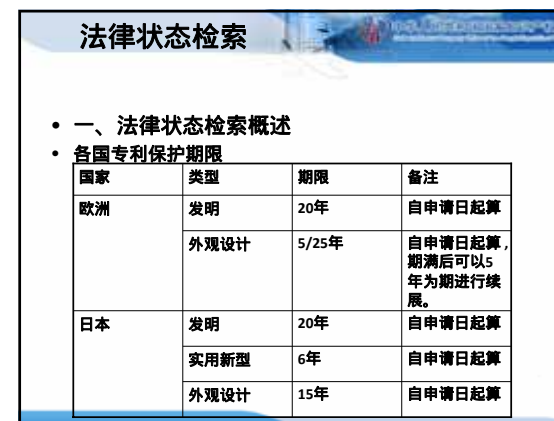 法律状态检索
• 一、法律状态检索概述
• 各国专利保护期限
国家 类型 期限 备注
欧洲 发明 20年 自申请日起算
外观设计 5/25年 自申请日起算，
期满后可以5
年为期进行续
展。
日本 发明 20年 自申请日起算
实用新型 6年 自申请日起算
外观设计 15年 自申请日起算